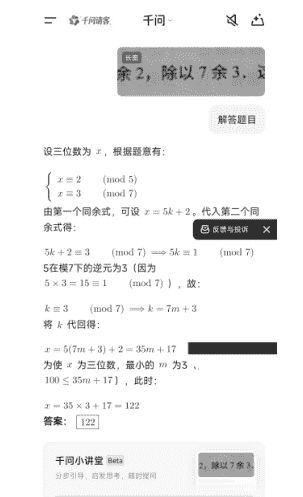 千问请客 千问
长图
余 2，除以 7 余 3．
解答题目
设三位数为 x，根据题意有：
{ x ≡ 2 (mod 5)
x ≡ 3 (mod 7)
由第一个同余式，可设 x = 5k + 2。代入第二个同
余式得：
反馈与投诉 ×
5k + 2 ≡ 3 (mod 7) ⟹ 5k ≡ 1 (mod 7)
5在模7下的逆元为3（因为
5 × 3 = 15 ≡ 1 (mod 7)），故：
k ≡ 3 (mod 7) ⟹ k = 7m + 3
将 k 代回得：
x = 5(7m + 3) + 2 = 35m + 17
为使 x 为三位数，最小的 m 为3
100 ≤ 35m + 17），此时：
x = 35 × 3 + 17 = 122
答案： 122
千问小讲堂 Beta
分步引导，启发思考，随时提问
2，除以 7 余 3．